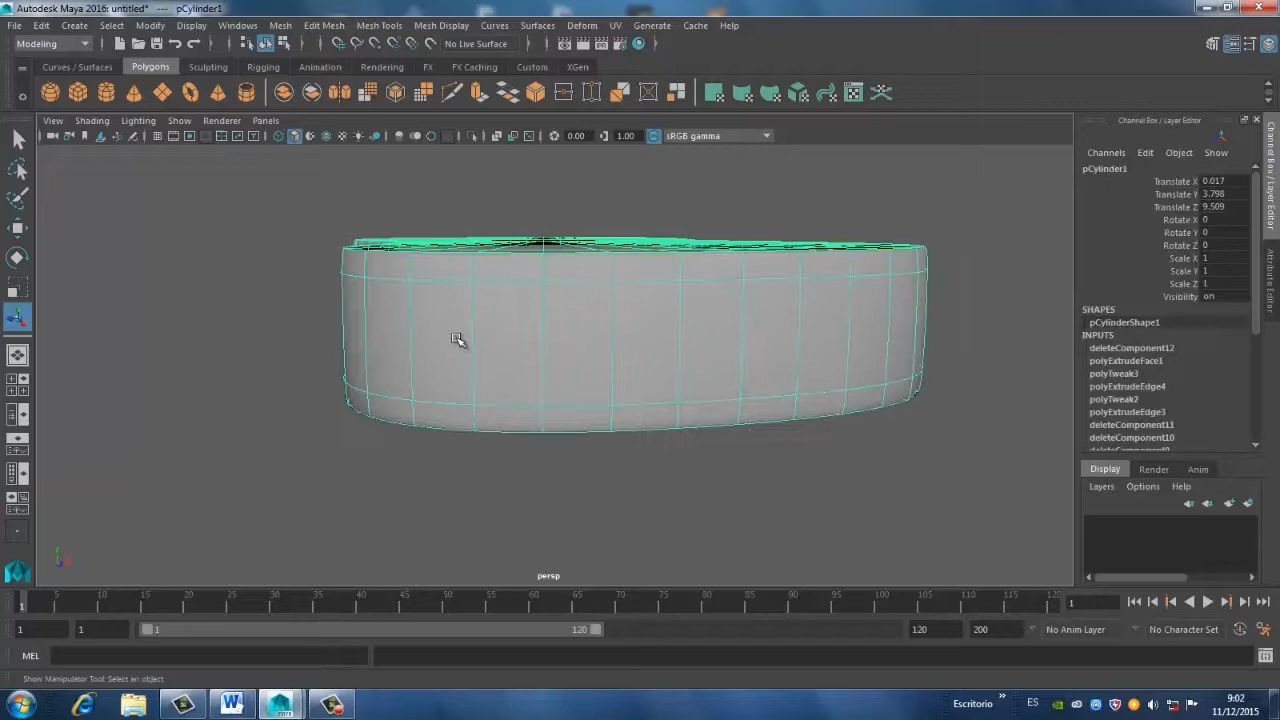 Autodesk Maya 2016: untitled* --- pCylinder1
File Edit Create Select Modify Display Windows Mesh Edit Mesh Mesh Tools Mesh Display Curves Surfaces Deform UV Generate Cache Help
Modeling No Live Surface
Curves / Surfaces Polygons Sculpting Rigging Animation Rendering FX FX Caching Custom XGen
View Shading Lighting Show Renderer Panels
0.00 1.00 sRGB gamma
Channel Box / Layer Editor
Channels Edit Object Show
pCylinder1
Translate X 0.017
Translate Y 3.798
Translate Z 9.509
Rotate X 0
Rotate Y 0
Rotate Z 0
Scale X 1
Scale Y 1
Scale Z 1
Visibility on
SHAPES
pCylinderShape1
INPUTS
deleteComponent12
polyExtrudeFace1
polyTweak3
polyExtrudeEdge4
polyTweak2
polyExtrudeEdge3
deleteComponent11
deleteComponent10
Display Render Anim
Layers Options Help
Channel Box / Layer Editor
Attribute Editor
persp
1 5 10 15 20 25 30 35 40 45 50 55 60 65 70 75 80 85 90 95 100 105 110 115 120 1
1 1 1 120 120 200 No Anim Layer No Character Set
MEL
Show Manipulator Tool: Select an object.
Escritorio ES 9:02
11/12/2015